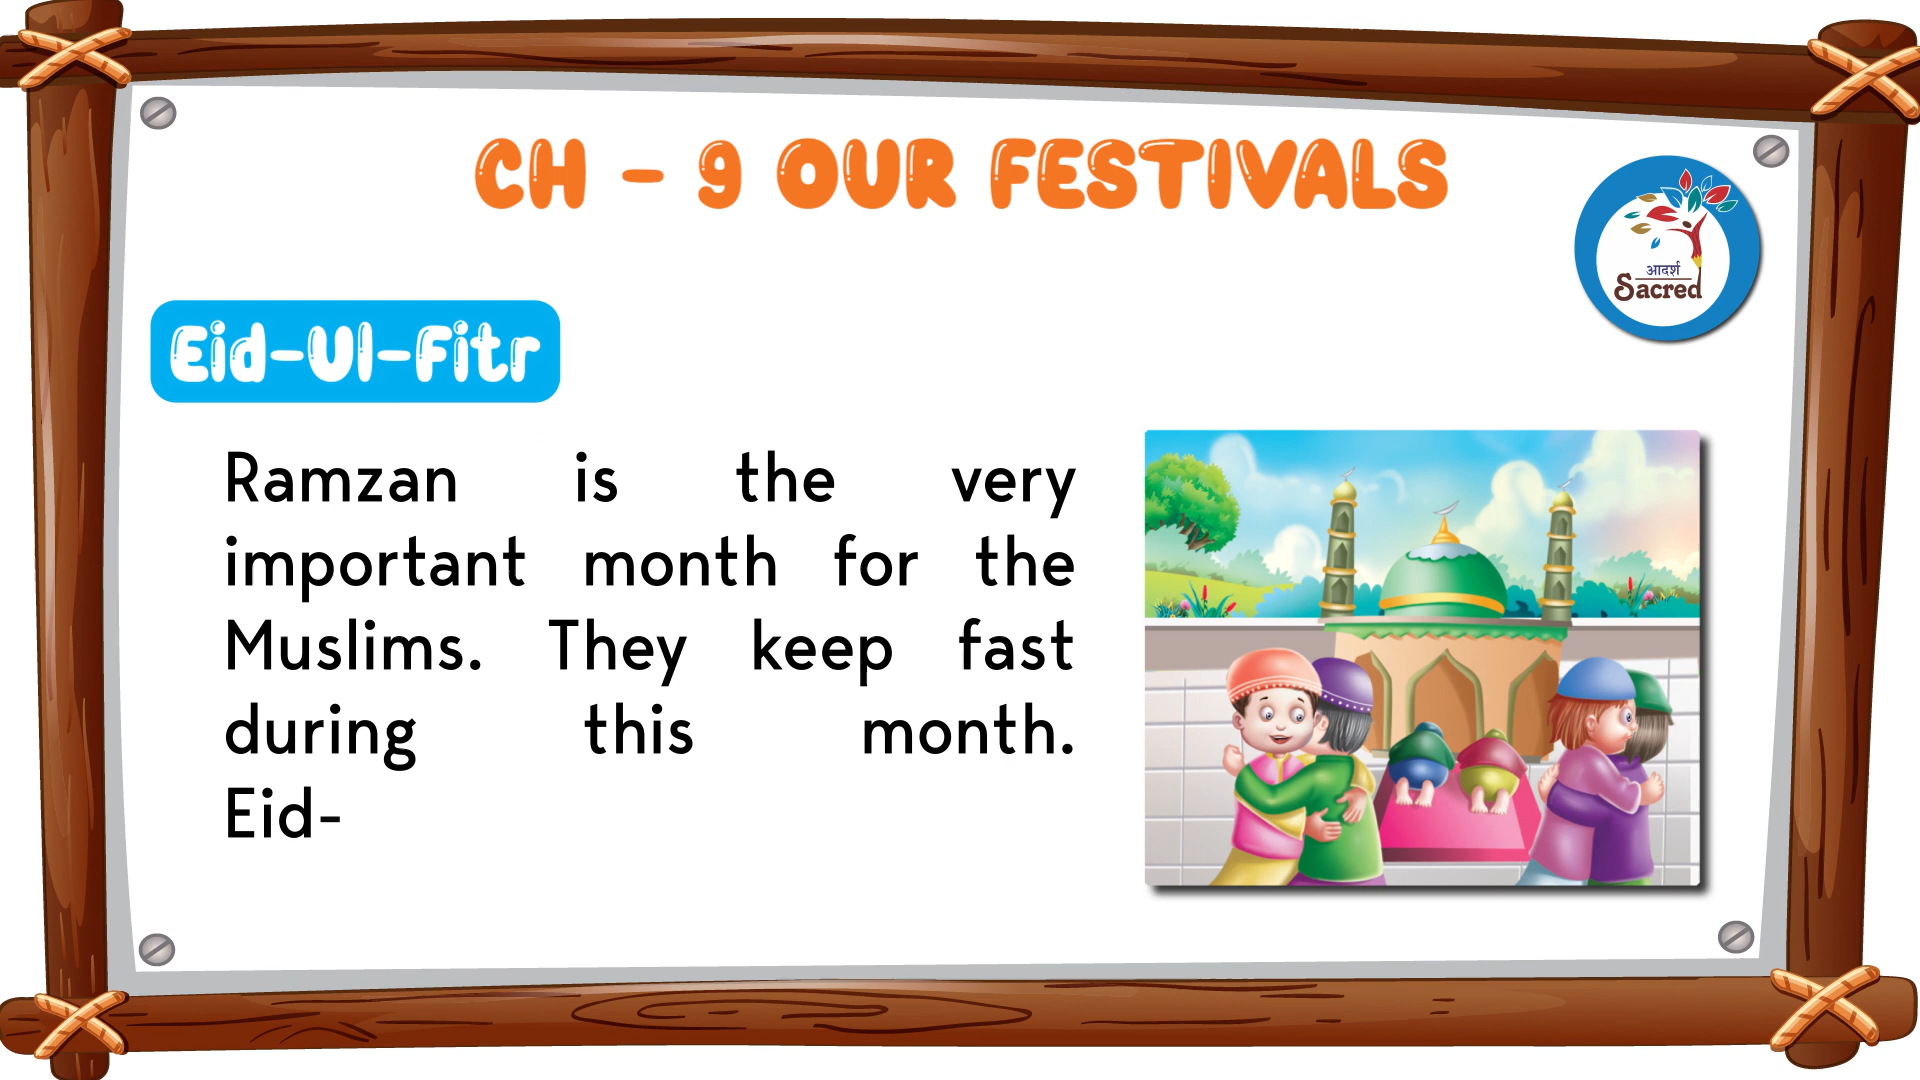 CH - 9 OUR FESTIVALS
आदर्श
Sacred
Eid-Ul-Fitr
Ramzan is the very
important month for the
Muslims. They keep fast
during this month.
Eid-